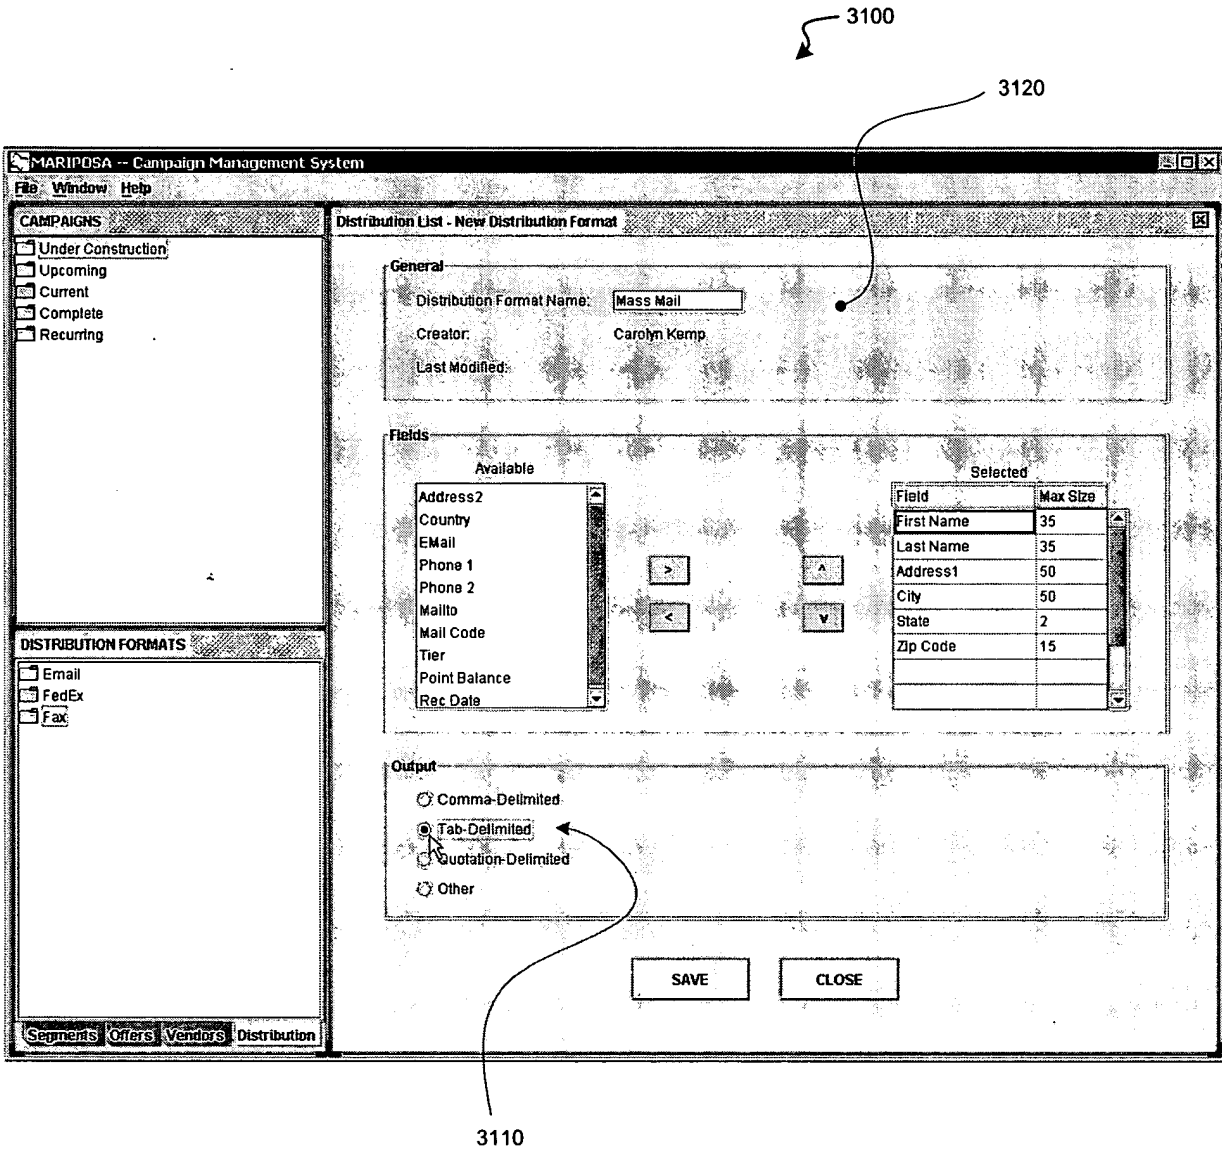 3100
3120
MARIPOSA -- Campaign Management System
File Window Help
CAMPAIGNS
Under Construction
Upcoming
Current
Complete
Recurring
DISTRIBUTION FORMATS
Email
FedEx
Fax
Segments Offers Vendors Distribution
Distribution List - New Distribution Format
General
Distribution Format Name: Mass Mail
Creator: Carolyn Kemp
Last Modified:
Fields
Available
Address2
Country
EMail
Phone 1
Phone 2
Mailto
Mail Code
Tier
Point Balance
Rec Date
>
<
^
v
Selected
Field Max Size
First Name 35
Last Name 35
Address1 50
City 50
State 2
Zip Code 15
Output
Comma-Delimited
Tab-Delimited
Quotation-Delimited
Other
SAVE CLOSE
3110